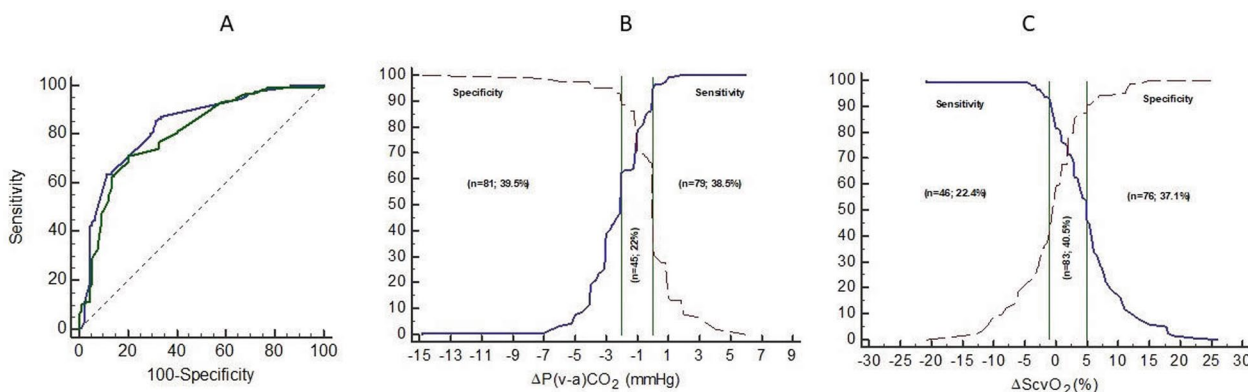 A
Sensitivity
100
80
60
40
20
0
0 20 40 60 80 100
100-Specificity
B
100
90
80
70
60
50
40
30
20
10
0
Specificity
Sensitivity
(n=81; 39.5%)
(n=45; 22%)
(n=79; 38.5%)
-15 -13 -11 -9 -7 -5 -3 -1 1 3 5 7 9
ΔP(v-a)CO₂ (mmHg)
C
100
90
80
70
60
50
40
30
20
10
0
Sensitivity
Specificity
(n=46; 22.4%)
(n=83; 40.5%)
(n=76; 37.1%)
-30 -25 -20 -15 -10 -5 0 5 10 15 20 25 30
ΔScvO₂(%)